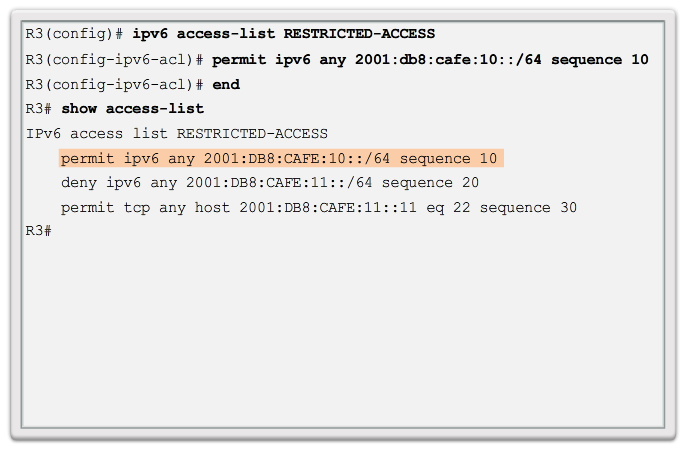 R3(config)# ipv6 access-list RESTRICTED-ACCESS
R3(config-ipv6-acl)# permit ipv6 any 2001:db8:cafe:10::/64 sequence 10
R3(config-ipv6-acl)# end
R3# show access-list
IPv6 access list RESTRICTED-ACCESS
permit ipv6 any 2001:DB8:CAFE:10::/64 sequence 10
deny ipv6 any 2001:DB8:CAFE:11::/64 sequence 20
permit tcp any host 2001:DB8:CAFE:11::11 eq 22 sequence 30
R3#